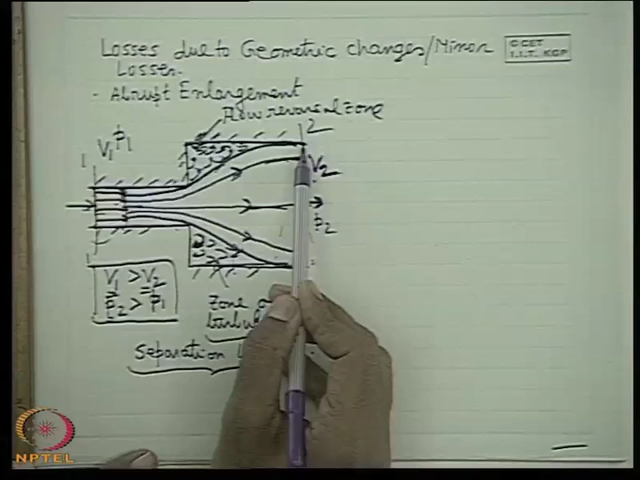 Losses due to Geometric changes/Minor
Losses.
© CET
I.I.T. KGP
- Abrupt Enlargement
Flow reversal zone
1 V1 p1
2
V2
p2
1
V1 > V2
p2 > p1
Zone of
Separation
NPTEL